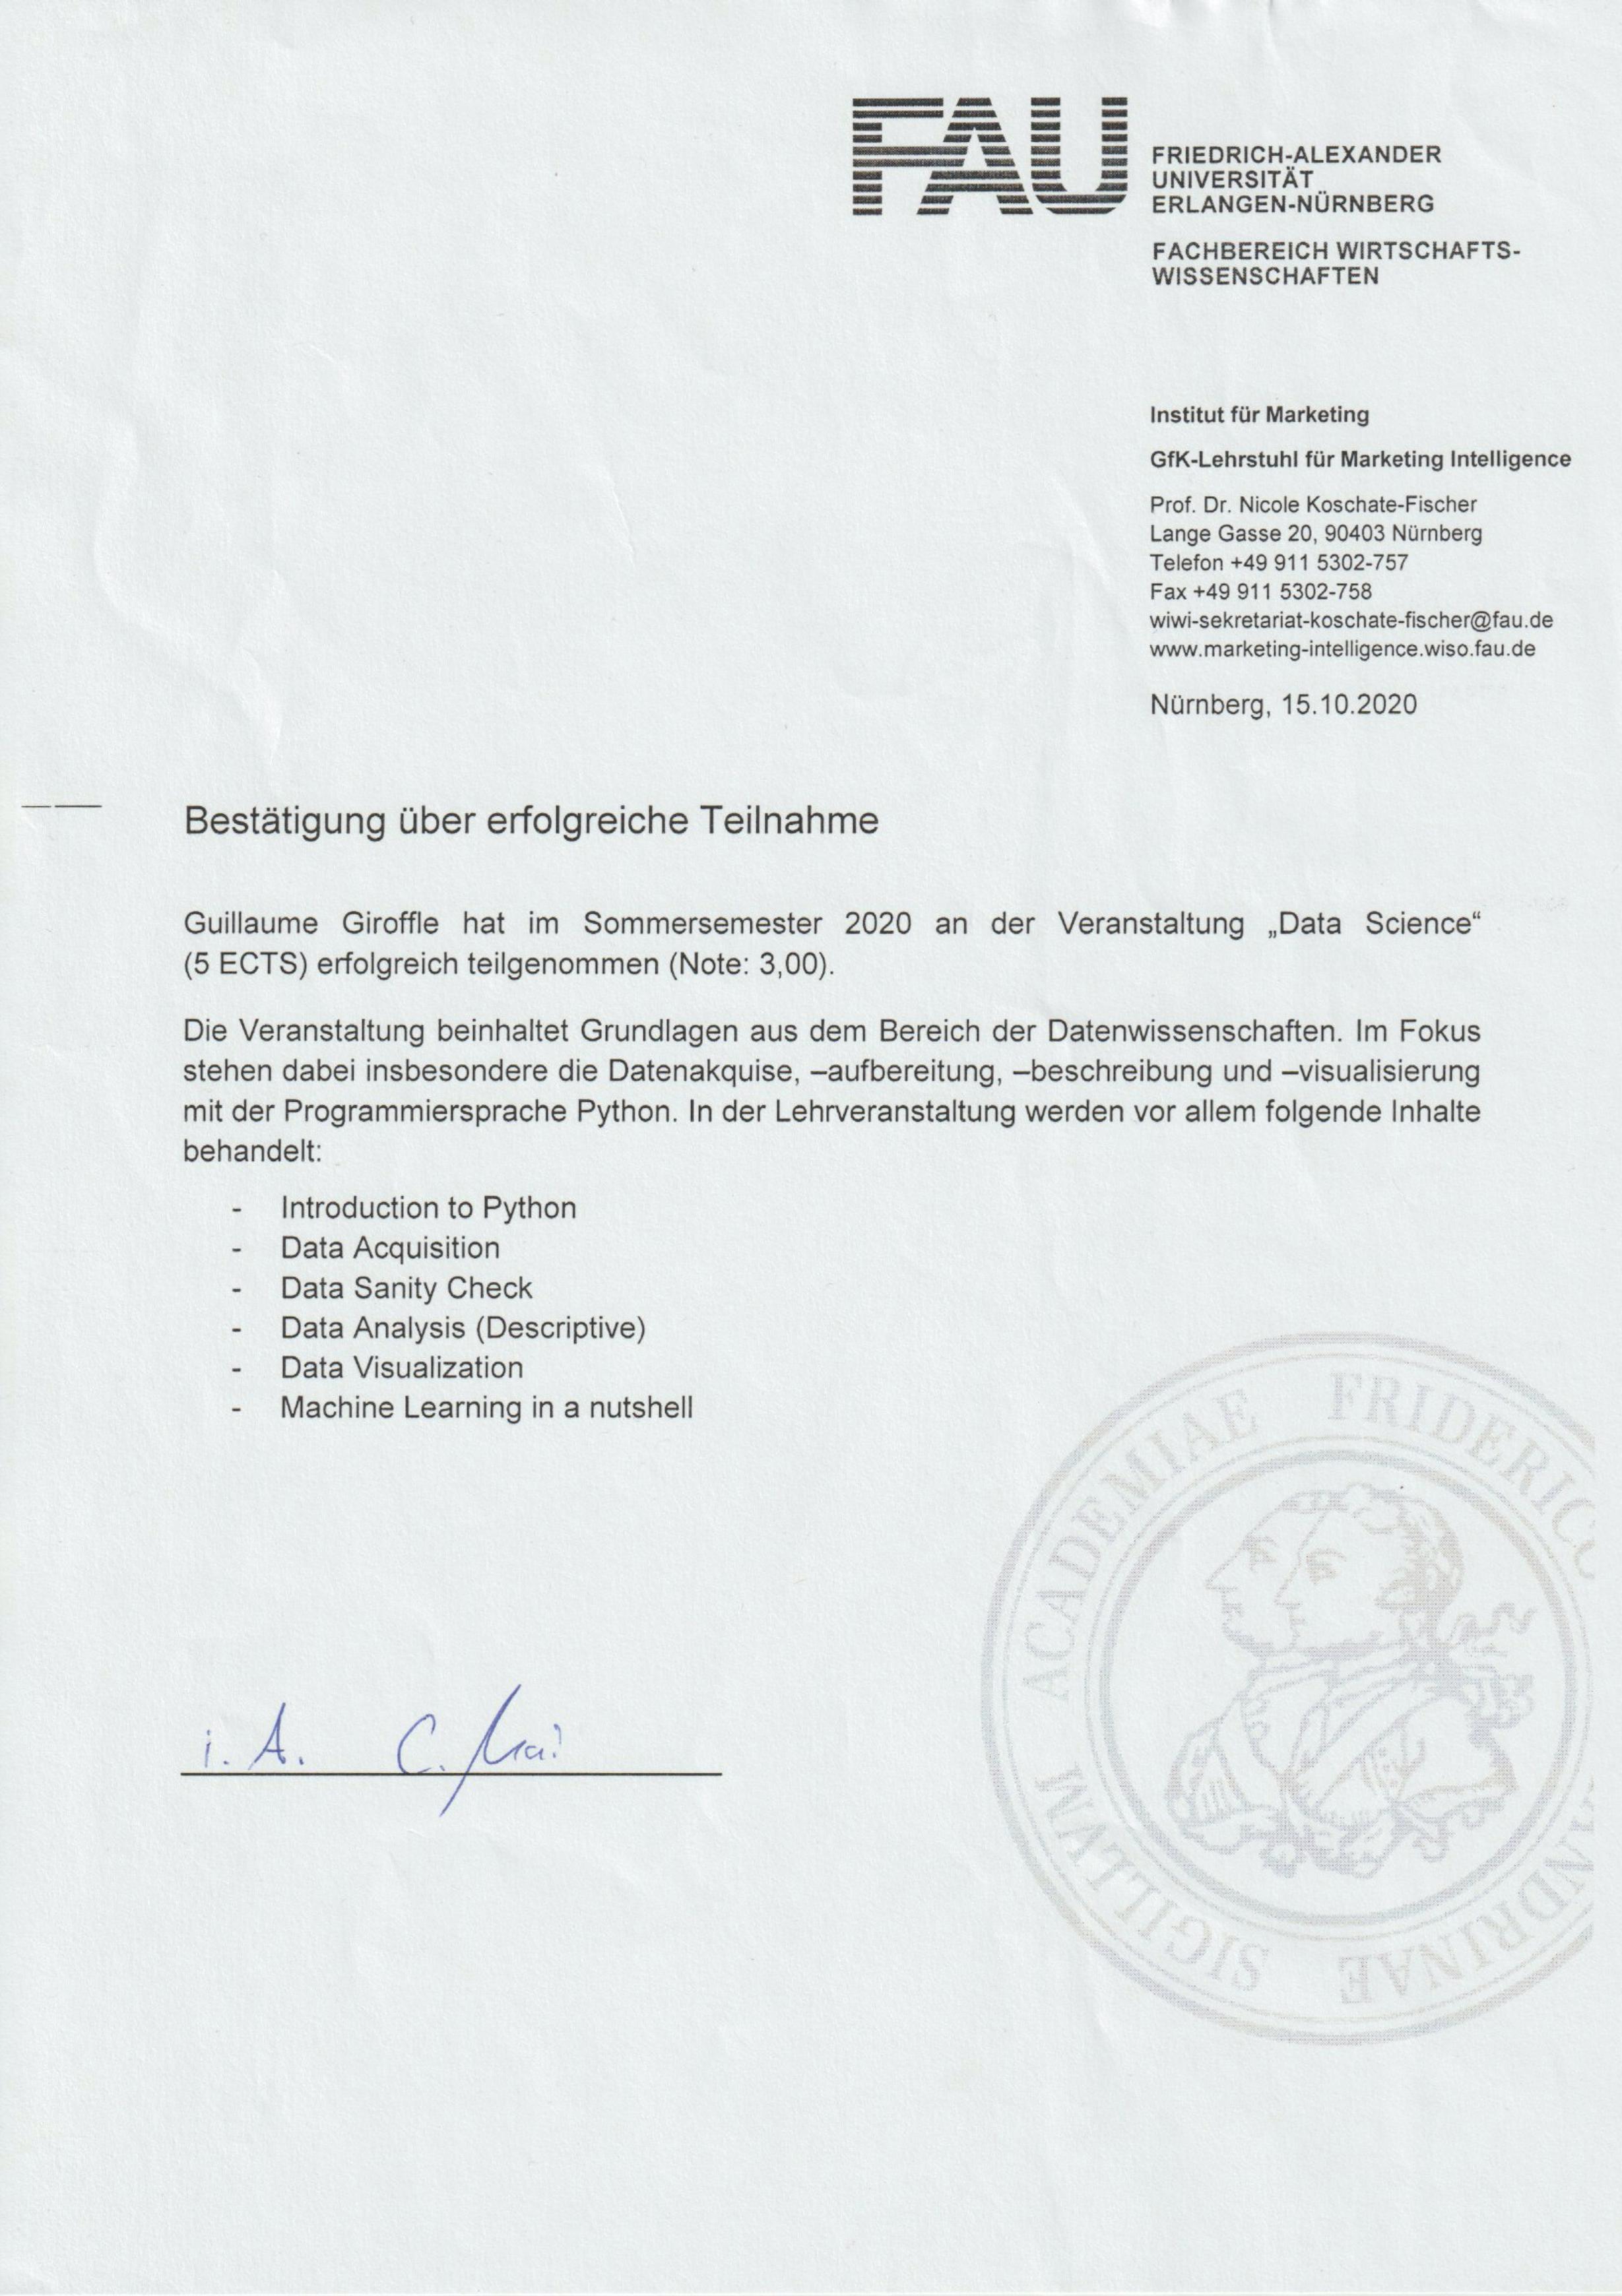 FAU
FRIEDRICH-ALEXANDER
UNIVERSITÄT
ERLANGEN-NÜRNBERG
FACHBEREICH WIRTSCHAFTS-
WISSENSCHAFTEN
Institut für Marketing
GfK-Lehrstuhl für Marketing Intelligence
Prof. Dr. Nicole Koschate-Fischer
Lange Gasse 20, 90403 Nürnberg
Telefon +49 911 5302-757
Fax +49 911 5302-758
wiwi-sekretariat-koschate-fischer@fau.de
www.marketing-intelligence.wiso.fau.de
Nürnberg, 15.10.2020
Bestätigung über erfolgreiche Teilnahme
Guillaume Giroffle hat im Sommersemester 2020 an der Veranstaltung „Data Science“
(5 ECTS) erfolgreich teilgenommen (Note: 3,00).
Die Veranstaltung beinhaltet Grundlagen aus dem Bereich der Datenwissenschaften. Im Fokus
stehen dabei insbesondere die Datenakquise, –aufbereitung, –beschreibung und –visualisierung
mit der Programmiersprache Python. In der Lehrveranstaltung werden vor allem folgende Inhalte
behandelt:
- Introduction to Python
- Data Acquisition
- Data Sanity Check
- Data Analysis (Descriptive)
- Data Visualization
- Machine Learning in a nutshell
i. A. C.
SIGILLVM ACADEMIAE